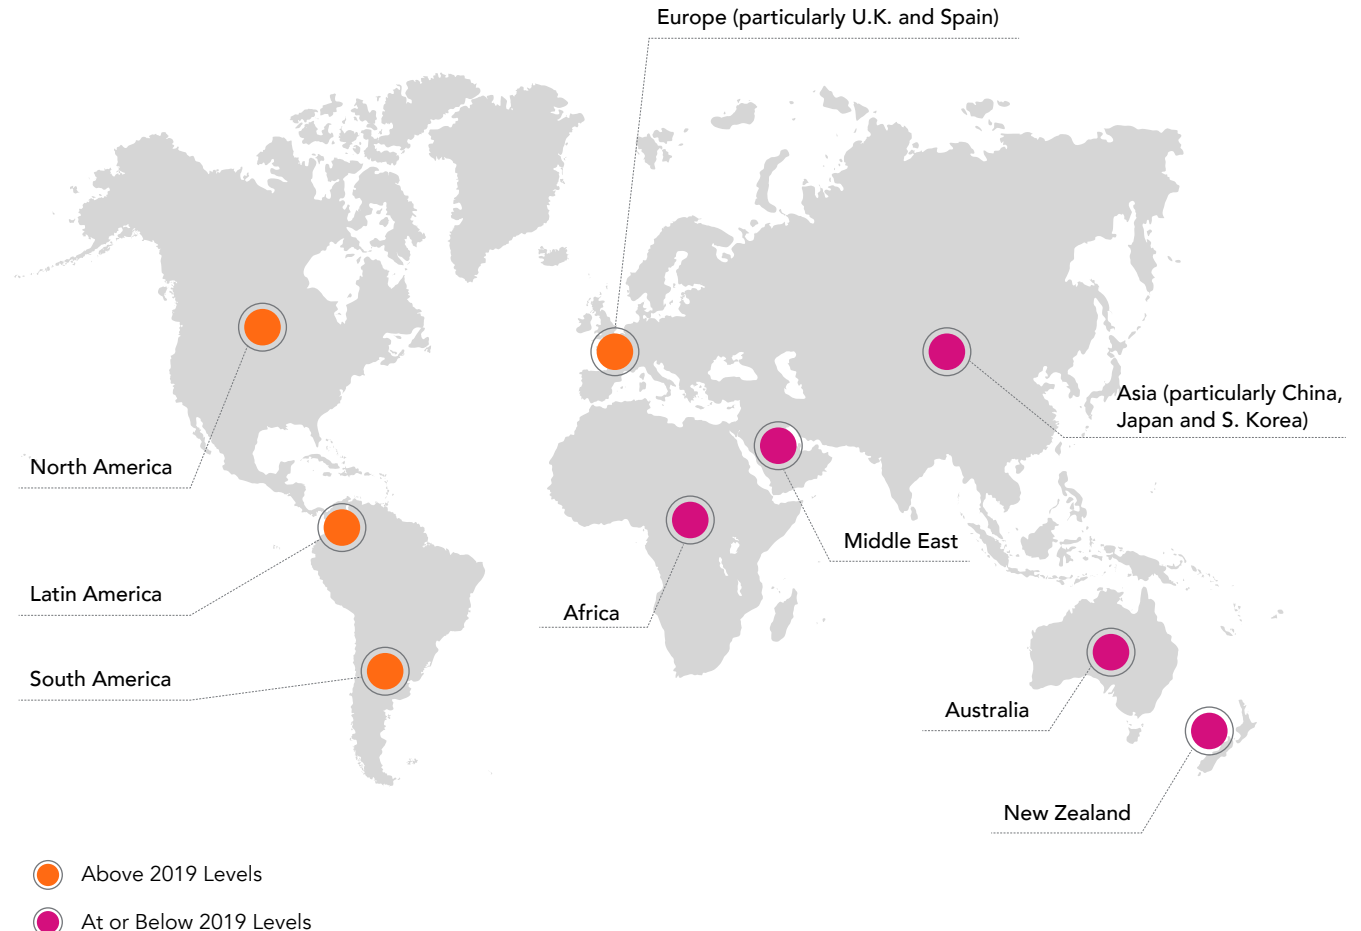 Europe (particularly U.K. and Spain)
Asia (particularly China,
Japan and S. Korea)
North America
Middle East
Latin America
Africa
South America
Australia
New Zealand
Above 2019 Levels
At or Below 2019 Levels